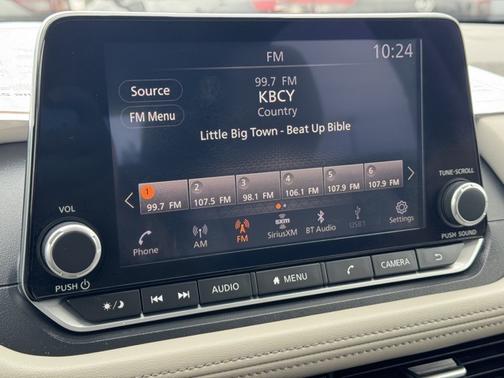 FM
10:24
Source
FM Menu
99.7 FM
KBCY
Country
Little Big Town - Beat Up Bible
1 2 3 4 5 6
99.7 FM 107.5 FM 98.1 FM 106.1 FM 107.9 FM 107.9 FM
Phone AM FM SiriusXM BT Audio USB1 Settings
sxm
VOL
PUSH
TUNE-SCROLL
PUSH SOUND
AUDIO MENU CAMERA